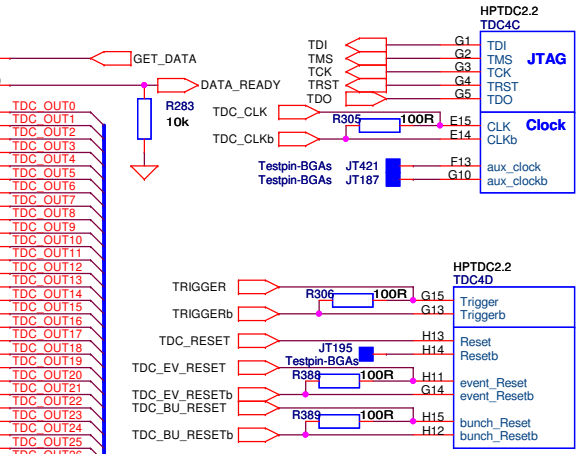 HPTDC2.2
TDC4C
GET_DATA
DATA_READY
R283
10k
TDC_OUT0
TDC_OUT1
TDC_OUT2
TDC_OUT3
TDC_OUT4
TDC_OUT5
TDC_OUT6
TDC_OUT7
TDC_OUT8
TDC_OUT9
TDC_OUT10
TDC_OUT11
TDC_OUT12
TDC_OUT13
TDC_OUT14
TDC_OUT15
TDC_OUT16
TDC_OUT17
TDC_OUT18
TDC_OUT19
TDC_OUT20
TDC_OUT21
TDC_OUT22
TDC_OUT23
TDC_OUT24
TDC_OUT25
TDI G1 TDI
TMS G2 TMS JTAG
TCK G3 TCK
TRST G4 TRST
TDO G5 TDO
TDC_CLK R305 100R E15 CLK Clock
TDC_CLKb E14 CLKb
Testpin-BGAs JT421 F13 aux_clock
Testpin-BGAs JT187 G10 aux_clockb
HPTDC2.2
TDC4D
TRIGGER R306 100R G15 Trigger
TRIGGERb G13 Triggerb
TDC_RESET H13 Reset
JT195 H14 Resetb
Testpin-BGAs
TDC_EV_RESET R388 100R H11 event_Reset
TDC_EV_RESETb G14 event_Resetb
TDC_BU_RESET R389 100R H15 bunch_Reset
TDC_BU_RESETb H12 bunch_Resetb